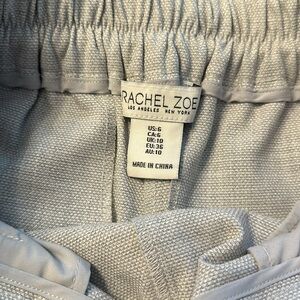 RACHEL ZOE
LOS ANGELES NEW YORK
US:6
CA:6
UK:10
EU:36
AU:10
MADE IN CHINA